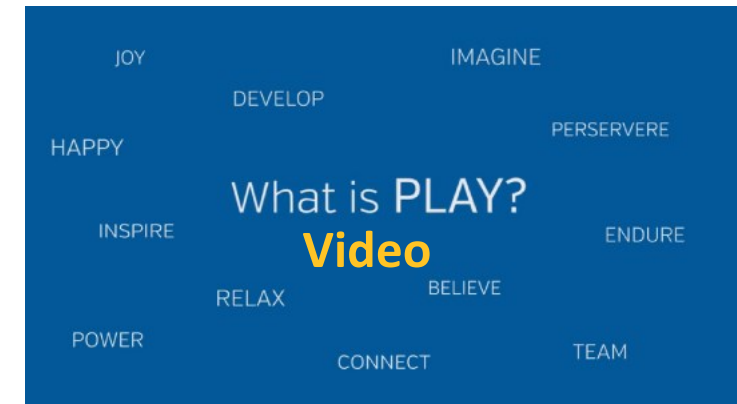 JOY
IMAGINE
DEVELOP
PERSERVERE
HAPPY
What is PLAY?
INSPIRE
Video
ENDURE
RELAX
BELIEVE
POWER
CONNECT
TEAM